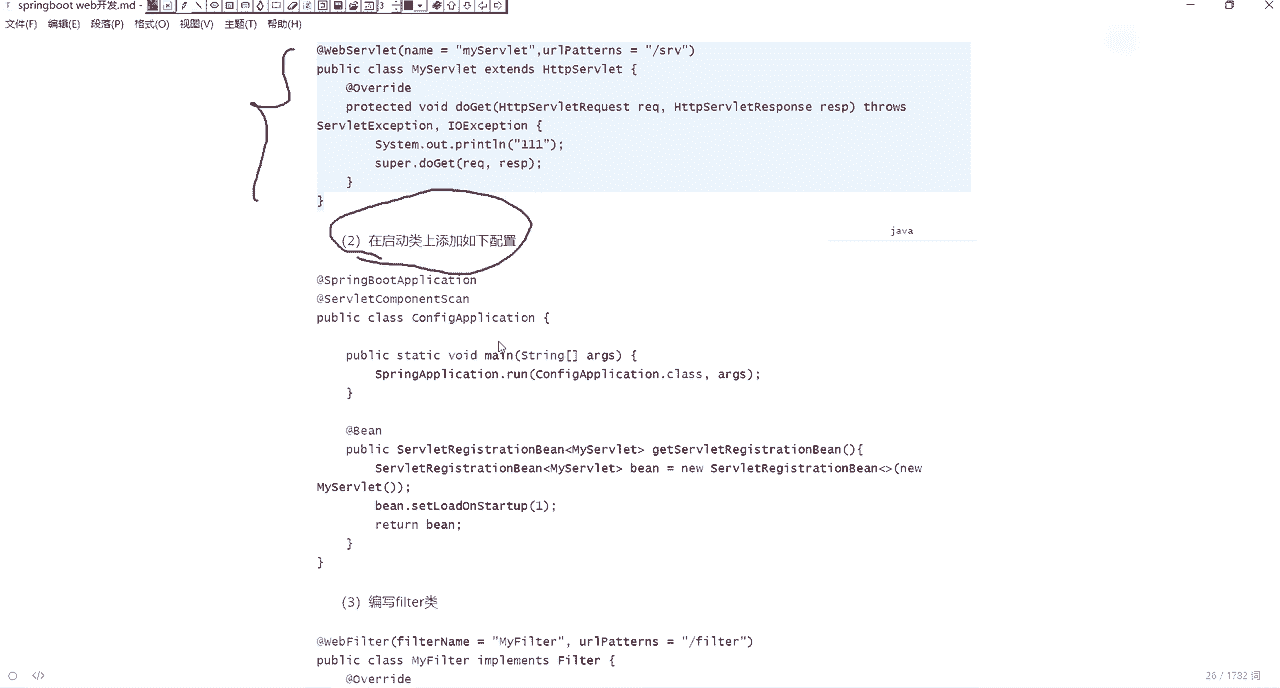 springboot web开发.md -
文件(F) 编辑(E) 段落(P) 格式(O) 视图(V) 主题(T) 帮助(H)
@WebServlet(name = "myServlet",urlPatterns = "/srv")
public class MyServlet extends HttpServlet {
@Override
protected void doGet(HttpServletRequest req, HttpServletResponse resp) throws
ServletException, IOException {
System.out.println("111");
super.doGet(req, resp);
}
}
java
(2) 在启动类上添加如下配置
@SpringBootApplication
@ServletComponentScan
public class ConfigApplication {
public static void main(String[] args) {
SpringApplication.run(ConfigApplication.class, args);
}
@Bean
public ServletRegistrationBean<MyServlet> getServletRegistrationBean(){
ServletRegistrationBean<MyServlet> bean = new ServletRegistrationBean<>(new
MyServlet());
bean.setLoadOnStartup(1);
return bean;
}
}
(3) 编写filter类
@WebFilter(filterName = "MyFilter", urlPatterns = "/filter")
public class MyFilter implements Filter {
@Override
26 / 1732 词